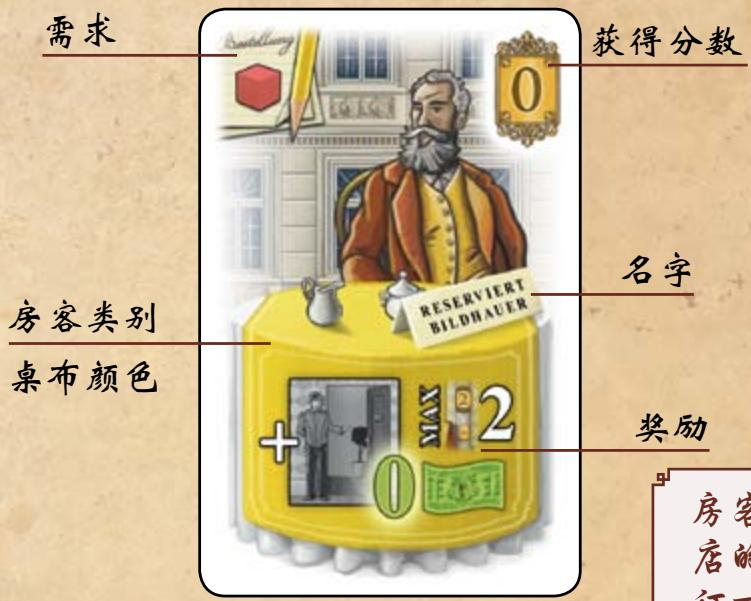 需求
Bestellung
0
获得分数
名字
RESERVIERT
BILDHAUER
房客类别
桌布颜色
+
MAX
2
2
0
奖励
房客
店的